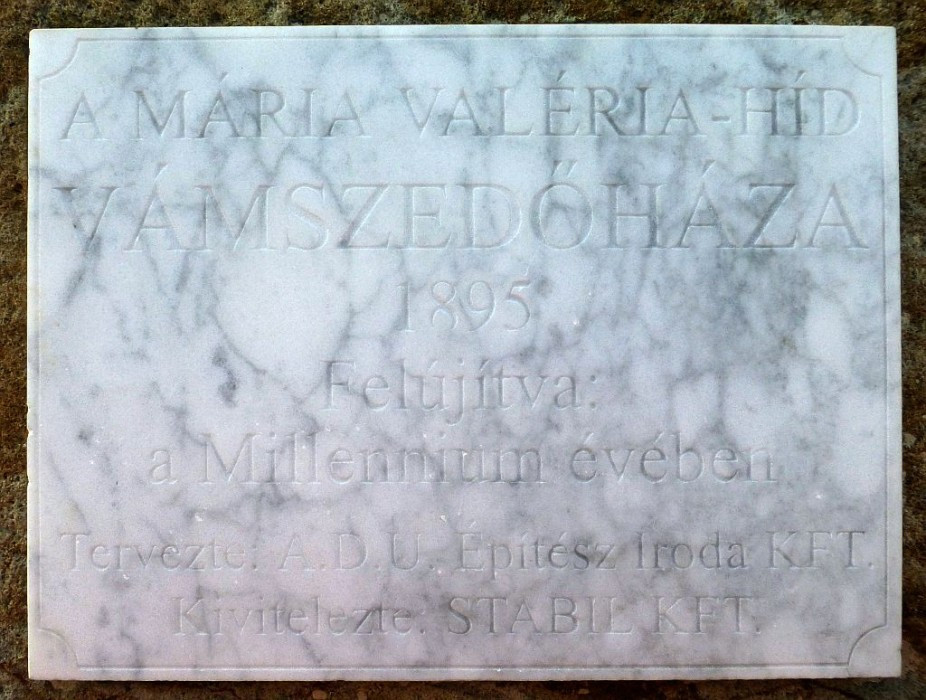 A MÁRIA VALÉRIA-HÍD
VÁMSZEDŐHÁZA
1895
Felújítva:
a Millennium évében
Tervezte: A.D.U. Építész Iroda KFT.
Kivitelezte: STABIL KFT.